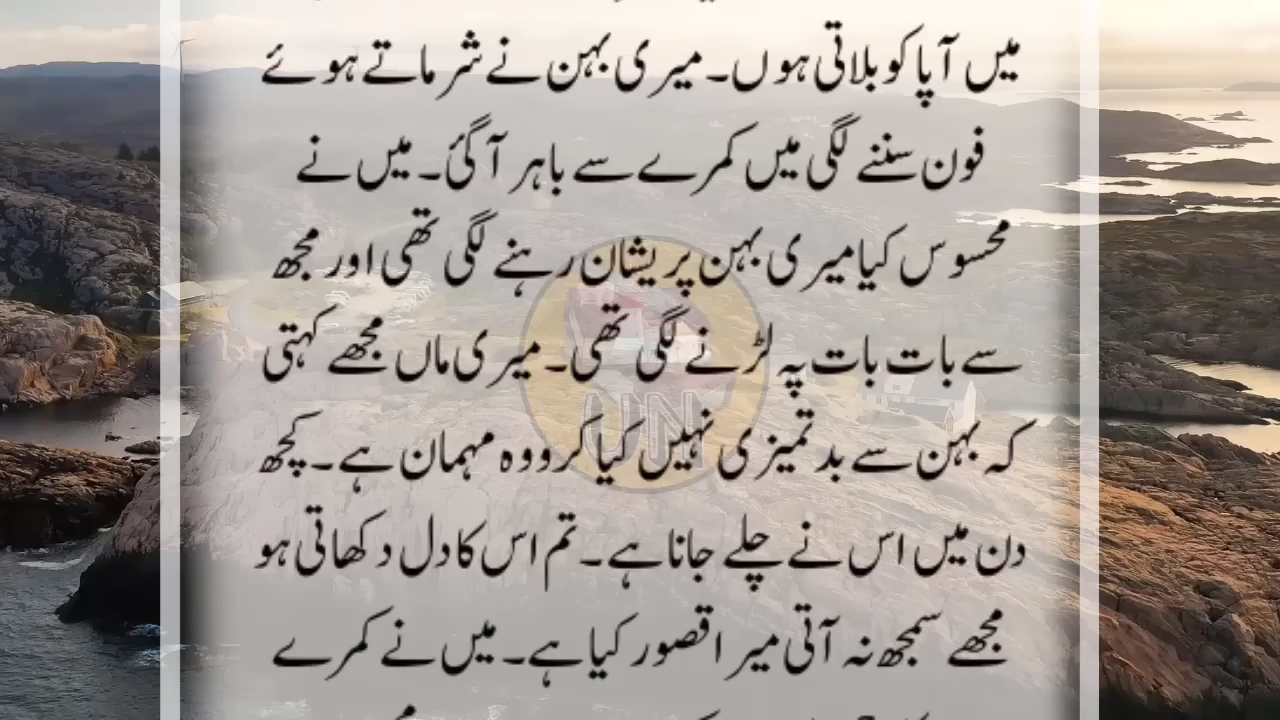 میں آپا کو بلاتی ہوں۔ میری بہن نے شرماتے ہوئے
فون سننے لگی میں کمرے سے باہر آگئی۔ میں نے
محسوس کیا میری بہن پریشان رہنے لگی تھی اور مجھ
سے بات بات پہ لڑنے لگی تھی۔ میری ماں مجھے کہتی
کہ بہن سے بدتمیزی نہیں کیا کرو وہ مہمان ہے۔ کچھ
دن میں اس نے چلے جانا ہے۔ تم اس کا دل دکھاتی ہو
مجھے سمجھ نہ آتی میرا قصور کیا ہے۔ میں نے کمرے
UN